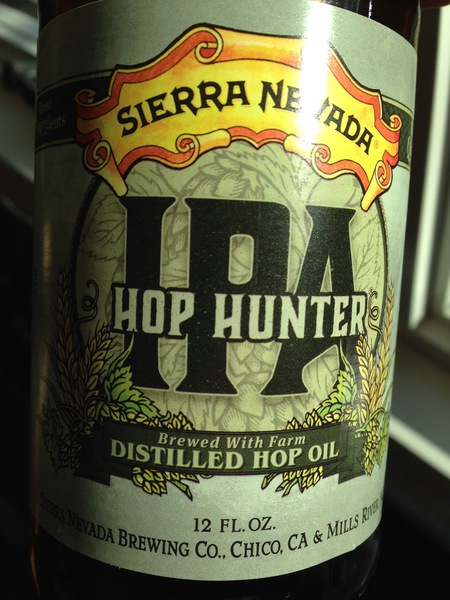 SIERRA NEVADA
IPA
HOP HUNTER
Brewed With Farm
DISTILLED HOP OIL
12 FL. OZ.
SIERRA NEVADA BREWING CO., CHICO, CA & MILLS RIVER,